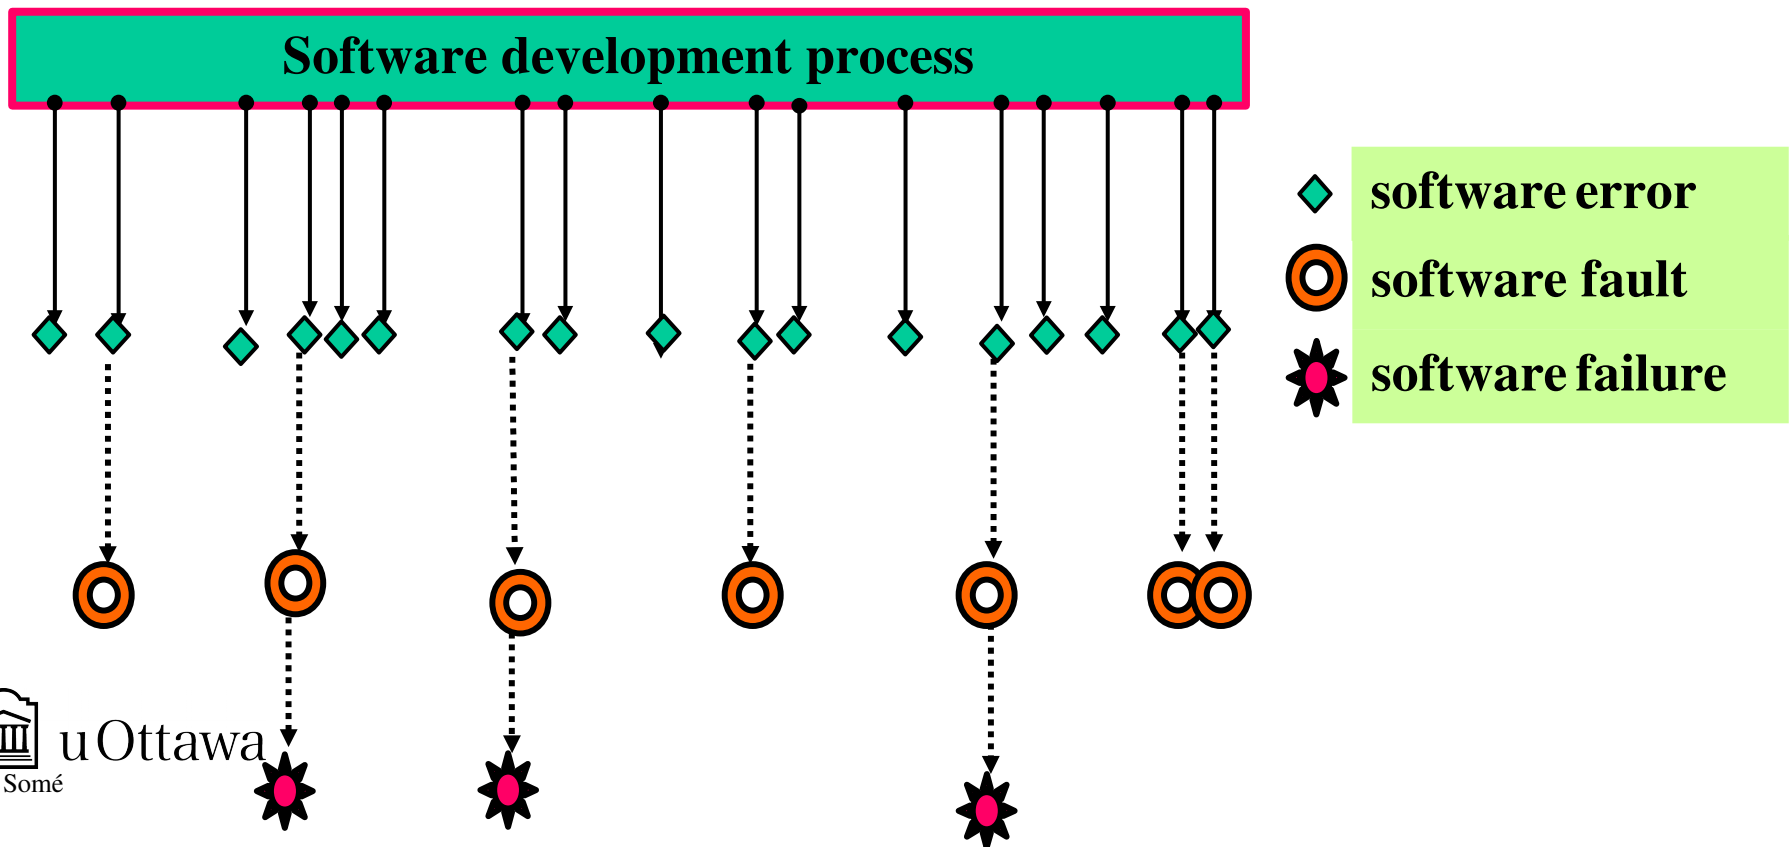 Software development process
software error
software fault
software failure
uOttawa
Somé